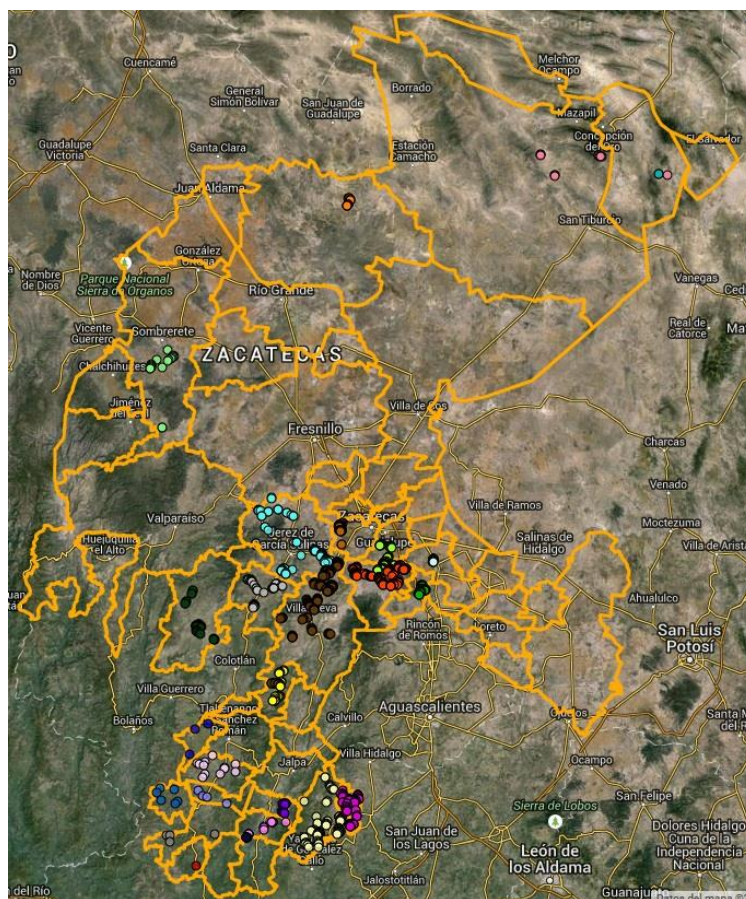 Melchor
Ocampo
Cuencamé
General
Simón Bolívar
Borrado
San Juan de
Guadalupe
Mazapil
Concepción
del Oro
El Salvador
Guadalupe
Victoria
Santa Clara
Estación
Camacho
Juan Aldama
San Tiburcio
González
Ortega
Nombre
de Dios
Parque Nacional
Sierra de Órganos
Río Grande
Vanegas
Vicente
Guerrero
Sombrerete
Real de
Catorce
ZACATECAS
Chalchihuites
Jiménez
del Teul
Villa de Cos
Fresnillo
Charcas
Venado
Villa de Ramos
Valparaíso
Zacatecas
Moctezuma
Huejuquilla
el Alto
Jerez de
García Salinas
Guadalupe
Salinas de
Hidalgo
Villa de Arista
Ahualulco
Rincón
de Romos
Loreto
San Luis
Potosí
Colotlán
Villa Guerrero
Bolaños
Aguascalientes
Calvillo
Ojuelos
Jalpa
Villa Hidalgo
Ocampo
San Felipe
Sierra de Lobos
San Juan de
los Lagos
León de
los Aldama
Dolores Hidalgo
Cuna de la
Independencia
Nacional
Jalostotitlán
Guanajuato
n del Río
Datos del mapa ©